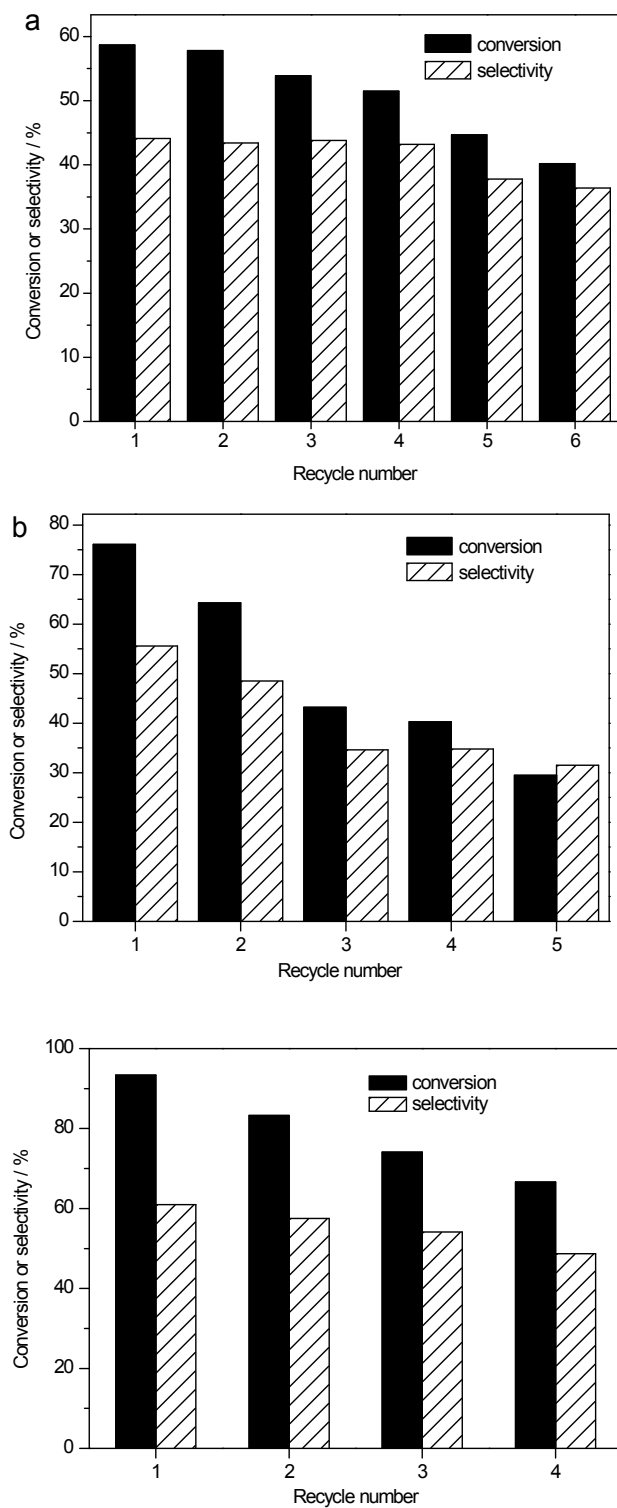 a
conversion
selectivity
60
50
40
30
20
10
0
Conversion or selectivity / %
1 2 3 4 5 6
Recycle number
b
conversion
selectivity
80
70
60
50
40
30
20
10
0
Conversion or selectivity / %
1 2 3 4 5
Recycle number
conversion
selectivity
100
80
60
40
20
0
Conversion or selectivity / %
1 2 3 4
Recycle number